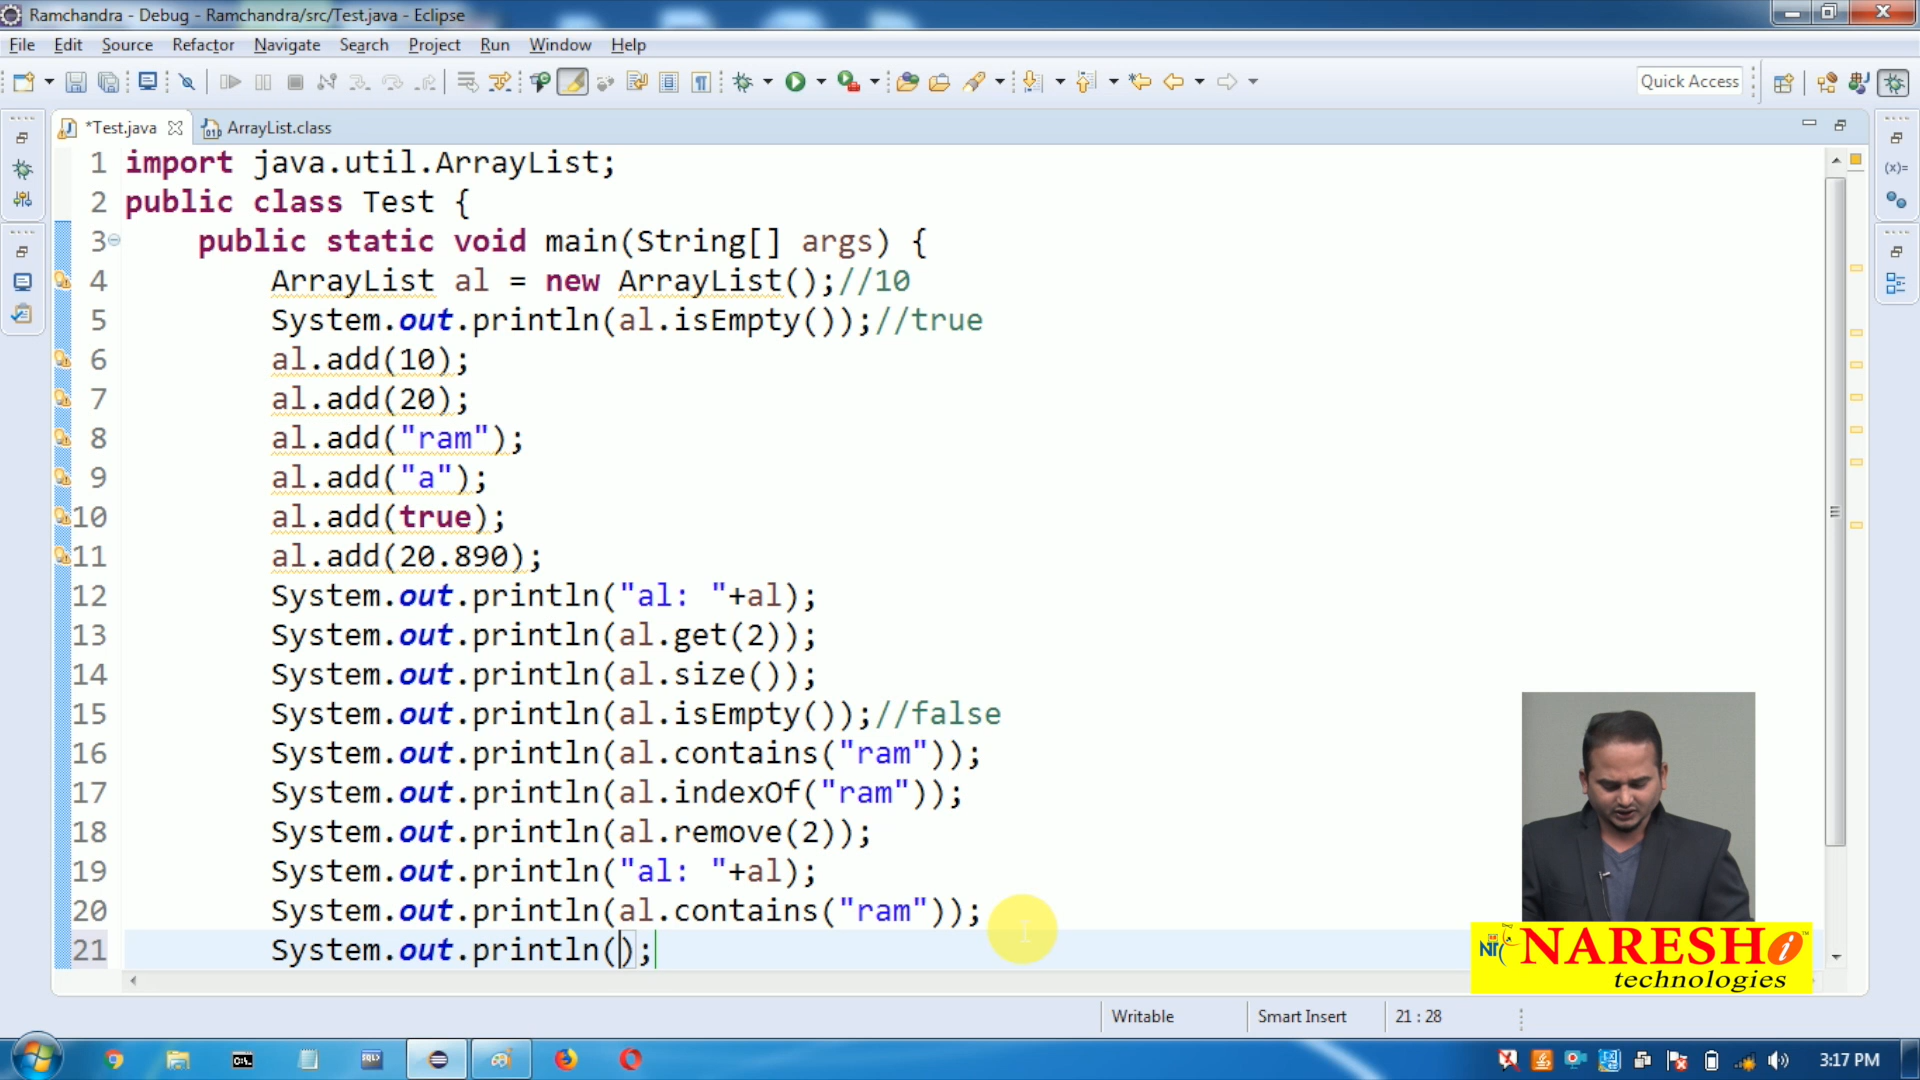 Ramchandra - Debug - Ramchandra/src/Test.java - Eclipse
File Edit Source Refactor Navigate Search Project Run Window Help
Quick Access
*Test.java ArrayList.class
1 import java.util.ArrayList;
2 public class Test {
3 public static void main(String[] args) {
4 ArrayList al = new ArrayList();//10
5 System.out.println(al.isEmpty());//true
6 al.add(10);
7 al.add(20);
8 al.add("ram");
9 al.add("a");
10 al.add(true);
11 al.add(20.890);
12 System.out.println("al: "+al);
13 System.out.println(al.get(2));
14 System.out.println(al.size());
15 System.out.println(al.isEmpty());//false
16 System.out.println(al.contains("ram"));
17 System.out.println(al.indexOf("ram"));
18 System.out.println(al.remove(2));
19 System.out.println("al: "+al);
20 System.out.println(al.contains("ram"));
21 System.out.println();
NARESH i
technologies
Writable Smart Insert 21 : 28
3:17 PM